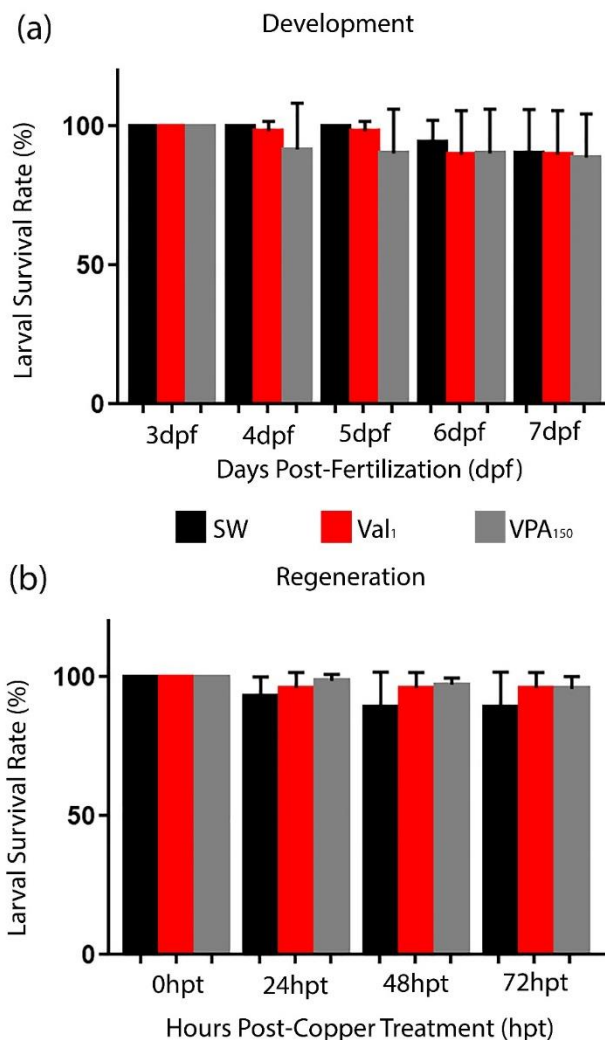 (a)
Development
Larval Survival Rate (%)
100
50
0
3dpf 4dpf 5dpf 6dpf 7dpf
Days Post-Fertilization (dpf)
SW Val₁ VPA₁₅₀
(b)
Regeneration
Larval Survival Rate (%)
100
50
0
0hpt 24hpt 48hpt 72hpt
Hours Post-Copper Treatment (hpt)